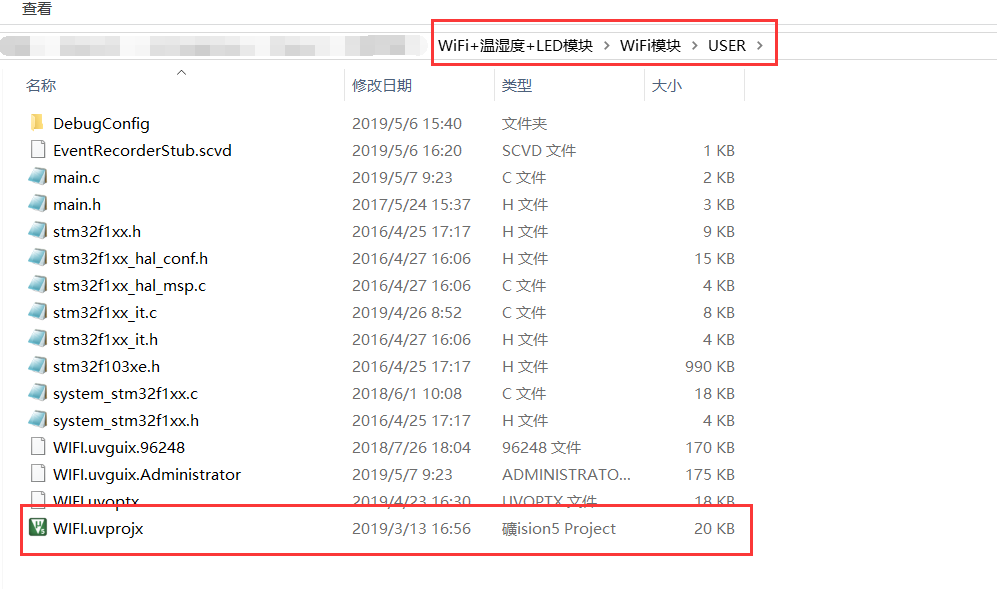 查看
WiFi+温湿度+LED模块 > WiFi模块 > USER >
名称 修改日期 类型 大小
DebugConfig 2019/5/6 15:40 文件夹
EventRecorderStub.scvd 2019/5/6 16:20 SCVD 文件 1 KB
main.c 2019/5/7 9:23 C 文件 2 KB
main.h 2017/5/24 15:37 H 文件 3 KB
stm32f1xx.h 2016/4/25 17:17 H 文件 9 KB
stm32f1xx_hal_conf.h 2016/4/27 16:06 H 文件 15 KB
stm32f1xx_hal_msp.c 2016/4/27 16:06 C 文件 4 KB
stm32f1xx_it.c 2019/4/26 8:52 C 文件 8 KB
stm32f1xx_it.h 2016/4/27 16:06 H 文件 4 KB
stm32f103xe.h 2016/4/25 17:17 H 文件 990 KB
system_stm32f1xx.c 2018/6/1 10:08 C 文件 18 KB
system_stm32f1xx.h 2016/4/25 17:17 H 文件 4 KB
WIFI.uvguix.96248 2018/7/26 18:04 96248 文件 170 KB
WIFI.uvguix.Administrator 2019/5/7 9:23 ADMINISTRATO... 175 KB
WIFI.uvoptx 2019/4/23 16:30 UVOPTX 文件 18 KB
WIFI.uvprojx 2019/3/13 16:56 礦ision5 Project 20 KB